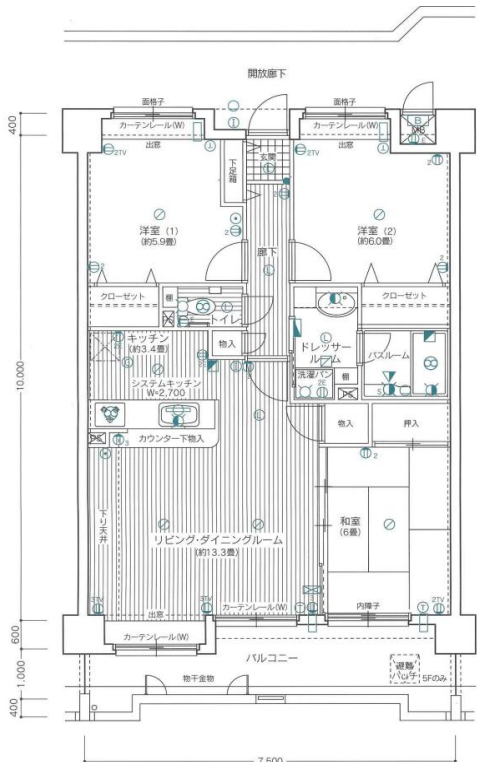 開放廊下
面格子
面格子
カーテンレール(W)
カーテンレール(W)
B
MB
400
出窓
出窓
玄関
2TV
2TV
下足箱
洋室 (1)
(約5.9畳)
洋室 (2)
(約6.0畳)
廊下
クローゼット
棚
トイレ
クローゼット
キッチン
(約3.4畳)
物入
ドレッサー
ルーム
バスルーム
システムキッチン
W=2,700
洗濯パン
2E
棚
10,000
カウンター下物入
物入
押入
下り天井
和室
(6畳)
リビング・ダイニングルーム
(約13.3畳)
3TV
3TV
2TV
出窓
カーテンレール(W)
内障子
カーテンレール(W)
600
バルコニー
1,000
避難
ハッチ
5Fのみ
物干金物
400
7,500